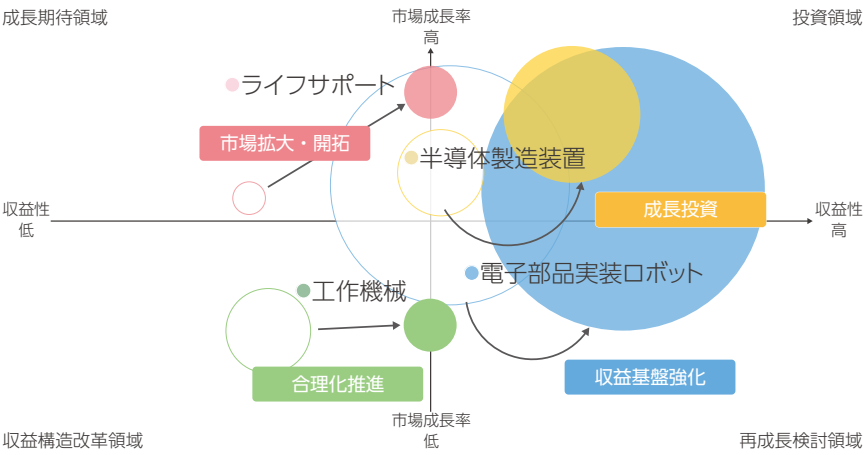 成長期待領域
市場成長率
高
投資領域
ライフサポート
市場拡大・開拓
半導体製造装置
収益性
低
成長投資
収益性
高
電子部品実装ロボット
工作機械
合理化推進
収益基盤強化
市場成長率
低
収益構造改革領域
再成長検討領域